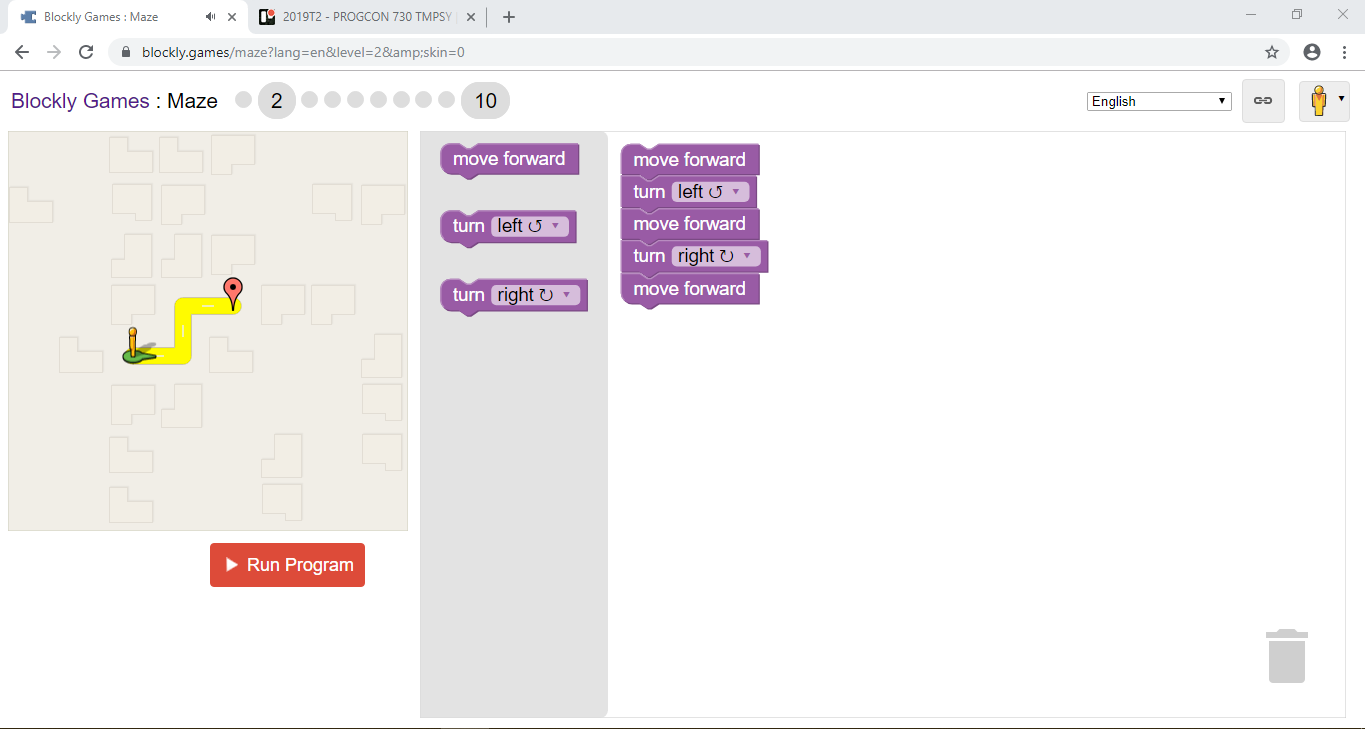 Blockly Games : Maze
2019T2 - PROGCON 730 TMPSY
blockly.games/maze?lang=en&level=2&amp;skin=0
Blockly Games : Maze 2 10
English
move forward
turn left
turn right
move forward
turn left
move forward
turn right
move forward
Run Program